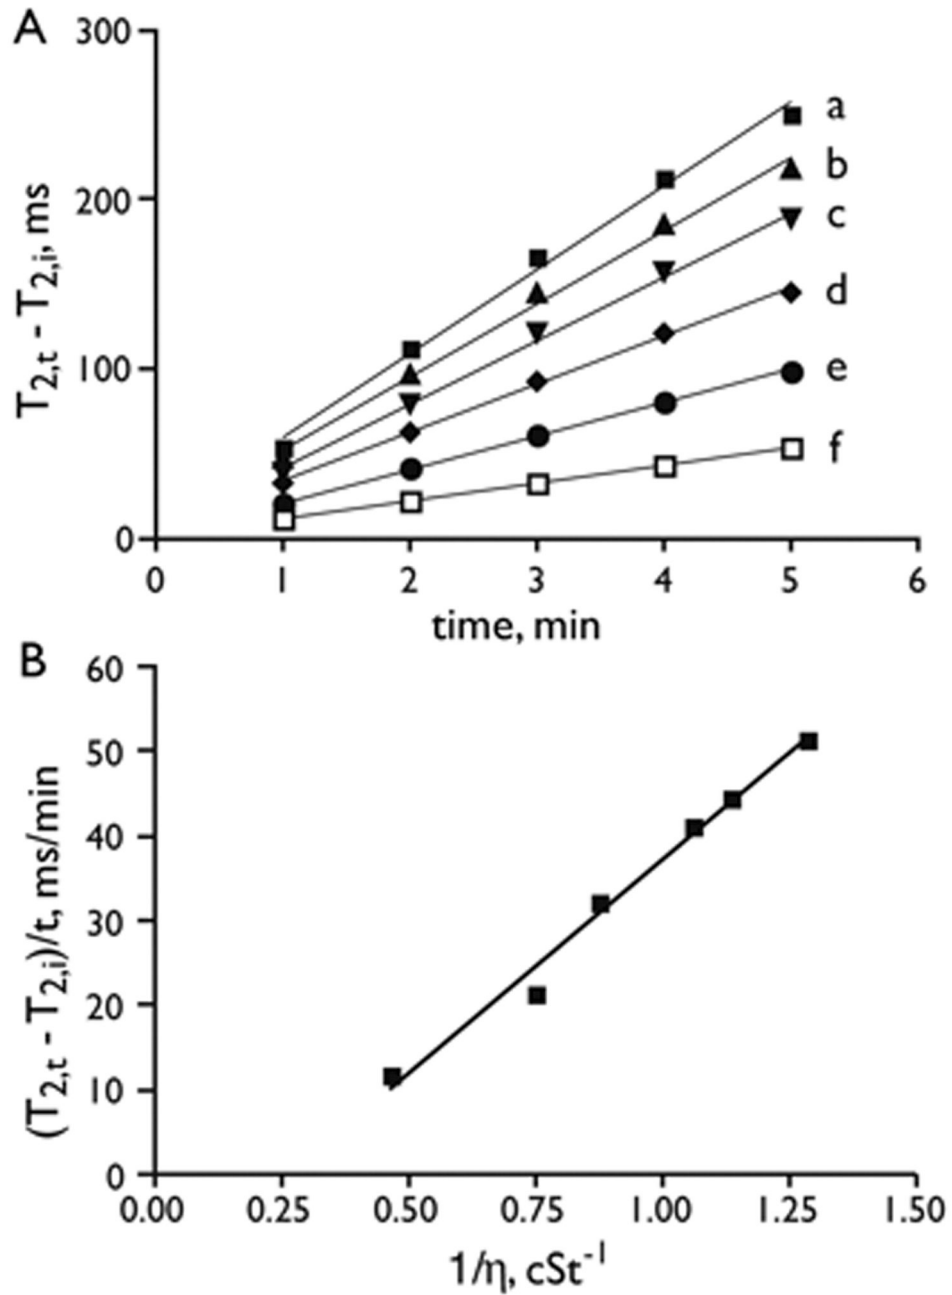 A
300
200
100
0
T2,t - T2,i, ms
a
b
c
d
e
f
0 1 2 3 4 5 6
time, min
B
60
50
40
30
20
10
0
(T2,t - T2,i)/t, ms/min
0.00 0.25 0.50 0.75 1.00 1.25 1.50
1/η, cSt-1